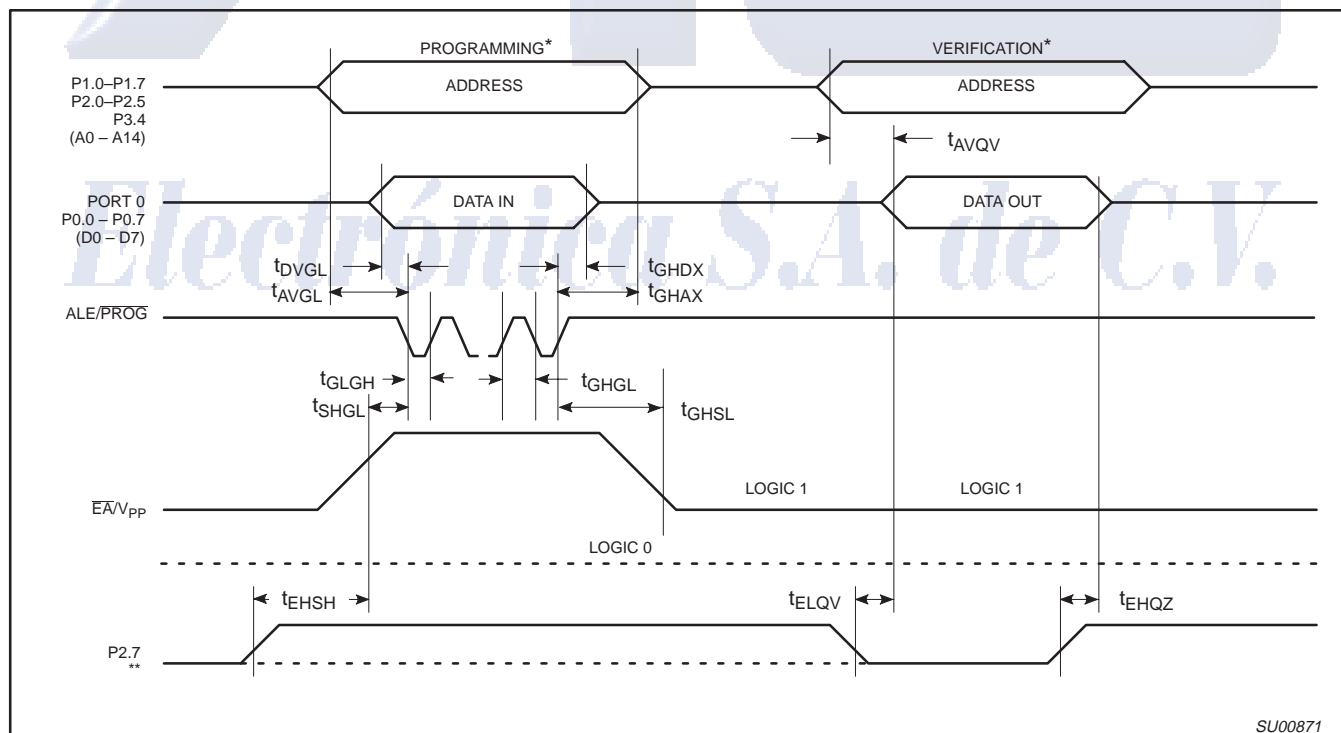 PROGRAMMING*
VERIFICATION*
P1.0–P1.7
P2.0–P2.5
P3.4
(A0 – A14)
ADDRESS
ADDRESS
tAVQV
PORT 0
P0.0 – P0.7
(D0 – D7)
DATA IN
DATA OUT
Electrónica S.A. de C.V.
tDVGL
tGHDX
tAVGL
tGHAX
ALE/PROG
tGLGH
tGHGL
tSHGL
tGHSL
EA/VPP
LOGIC 1
LOGIC 1
LOGIC 0
tEHSH
tELQV
tEHQZ
P2.7
**
SU00871